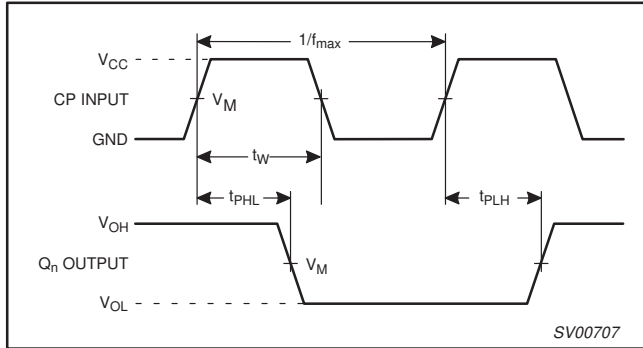 1/fmax
VCC
CP INPUT
VM
GND
tW
tPHL
tPLH
VOH
Qn OUTPUT
VM
VOL
SV00707